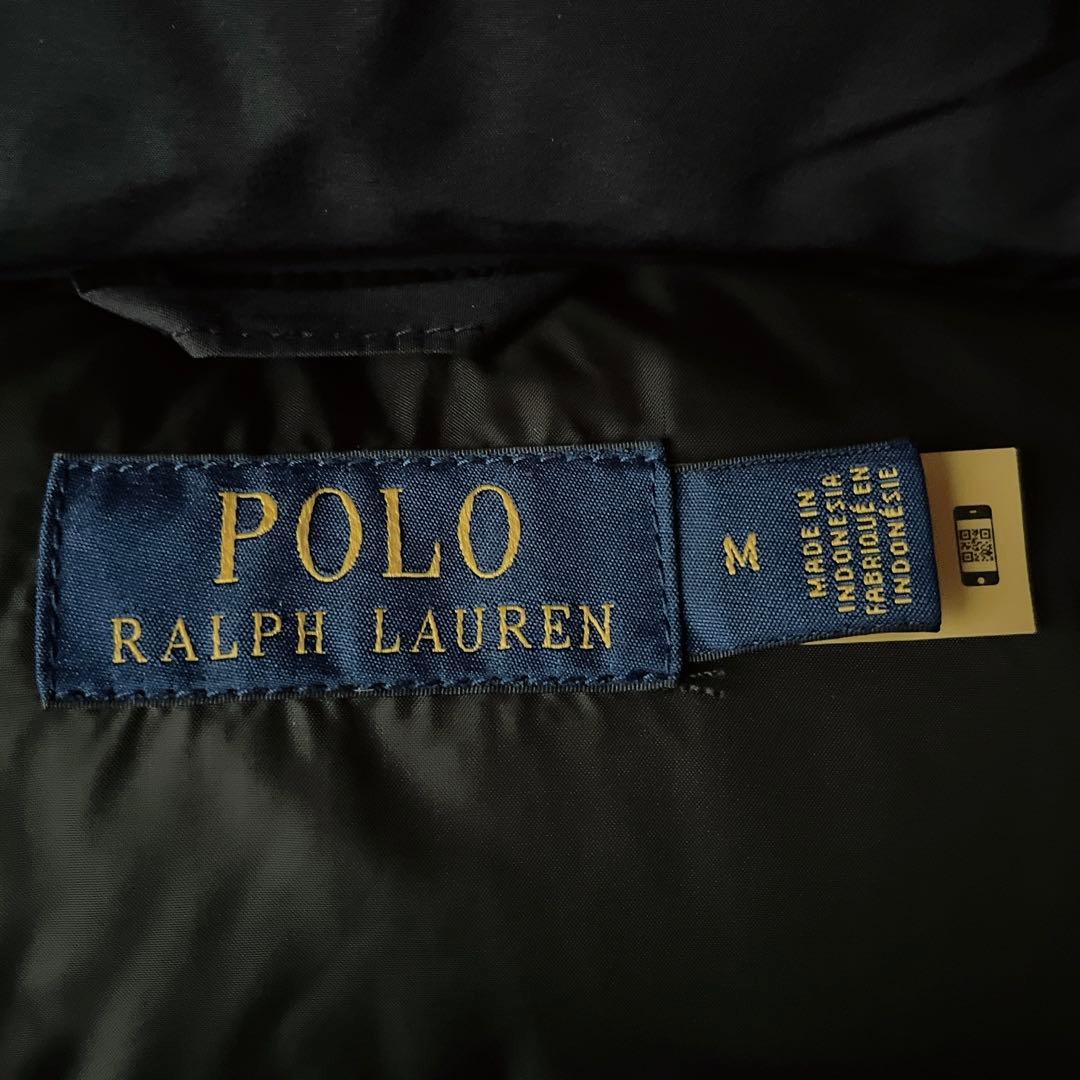 POLO
RALPH LAUREN
M
MADE IN
INDONESIA
FABRIQUÉ EN
INDONÉSIE